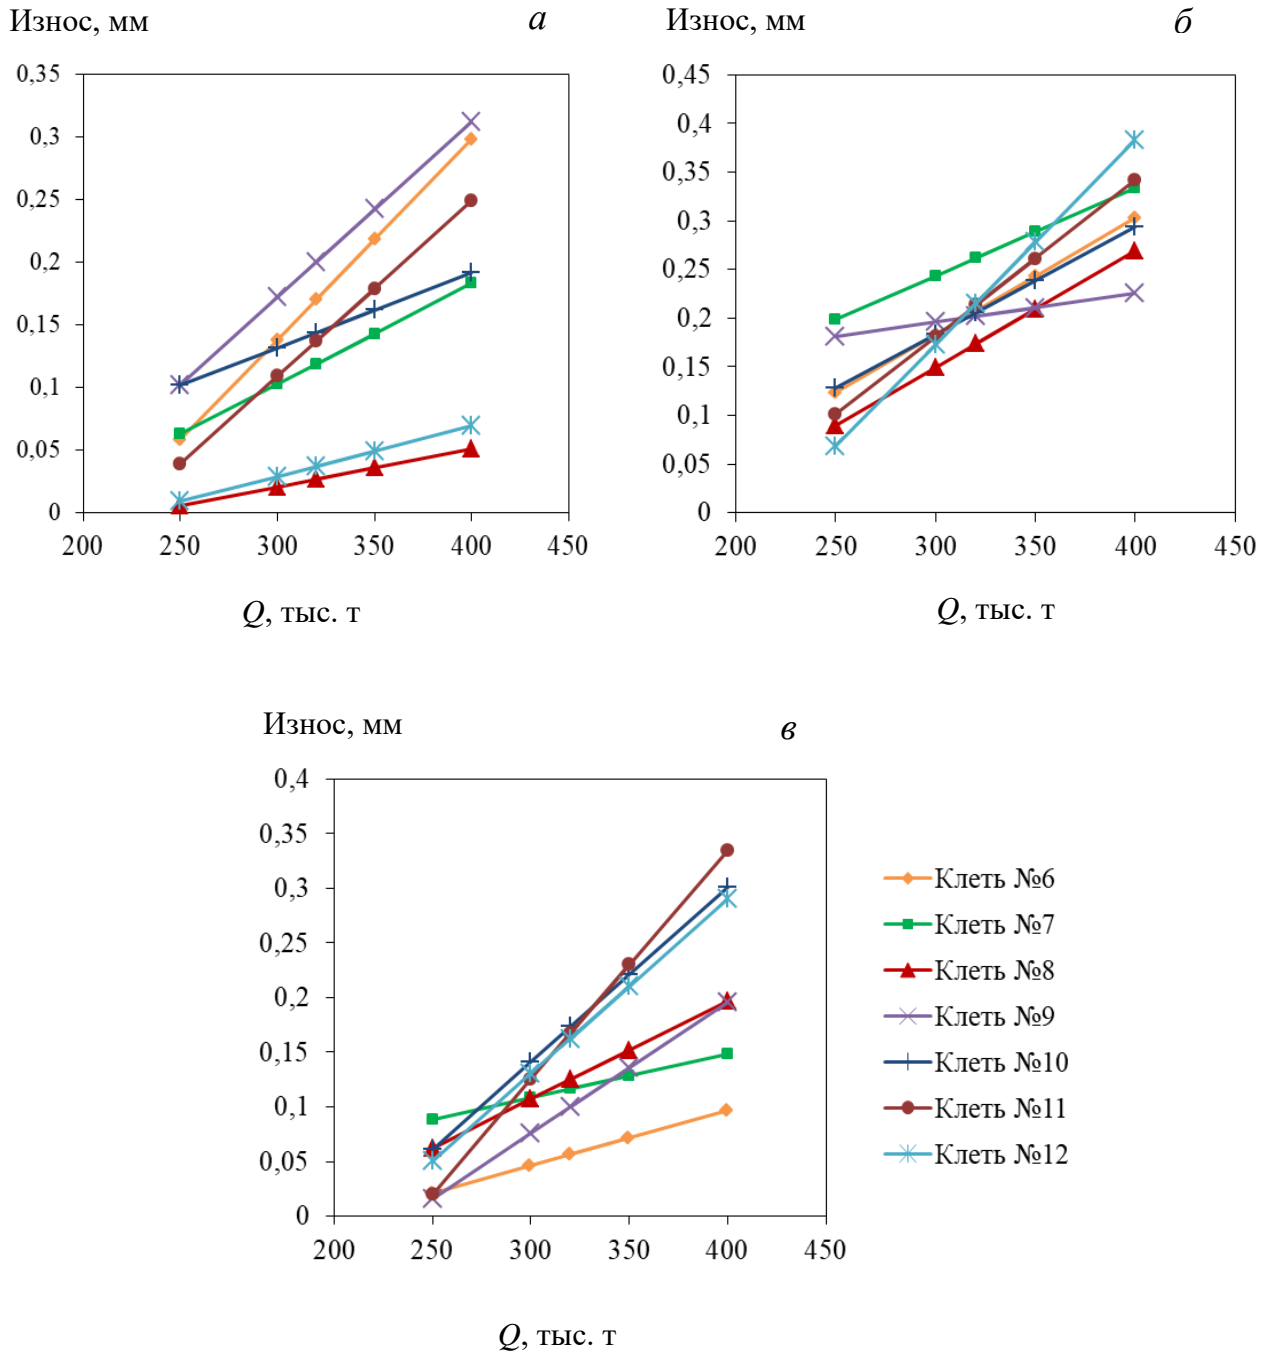 Износ, мм
а
0,35
0,3
0,25
0,2
0,15
0,1
0,05
0
200 250 300 350 400 450
Q, тыс. т
Износ, мм
б
0,45
0,4
0,35
0,3
0,25
0,2
0,15
0,1
0,05
0
200 250 300 350 400 450
Q, тыс. т
Износ, мм
в
0,4
0,35
0,3
0,25
0,2
0,15
0,1
0,05
0
200 250 300 350 400 450
Q, тыс. т
Клеть №6
Клеть №7
Клеть №8
Клеть №9
Клеть №10
Клеть №11
Клеть №12